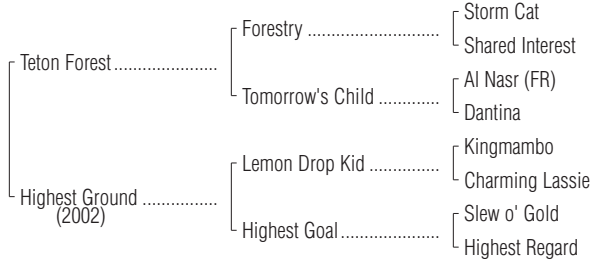 Storm Cat
Forestry ............................
Shared Interest
Teton Forest......................
Al Nasr (FR)
Tomorrow's Child .............
Dantina
Kingmambo
Lemon Drop Kid ...............
Charming Lassie
Highest Ground ................
(2002)
Slew o' Gold
Highest Goal.....................
Highest Regard